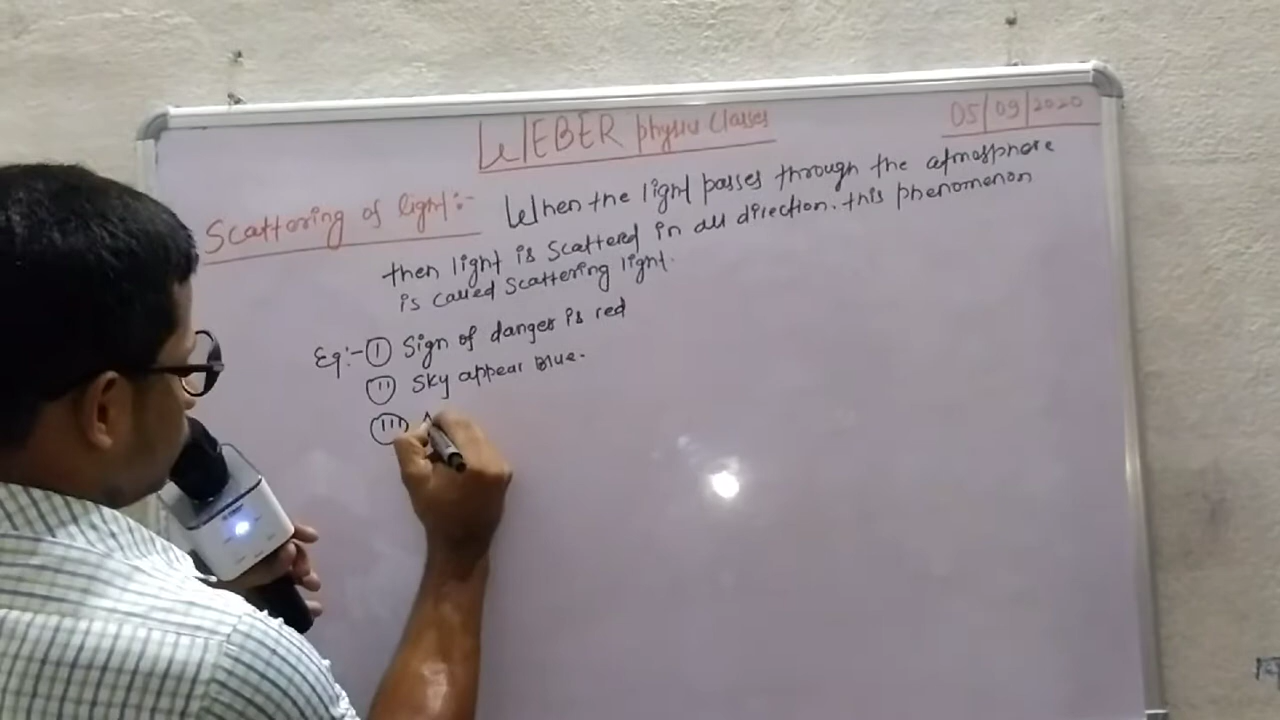 WEBER physics classes
05/09/2020
Scattering of light:- When the light passes through the atmosphere
then light is scattered in all direction. this phenomenon
is called scattering light.
Eg:- (i) Sign of danger is red
(ii) Sky appear Blue.
(iii)